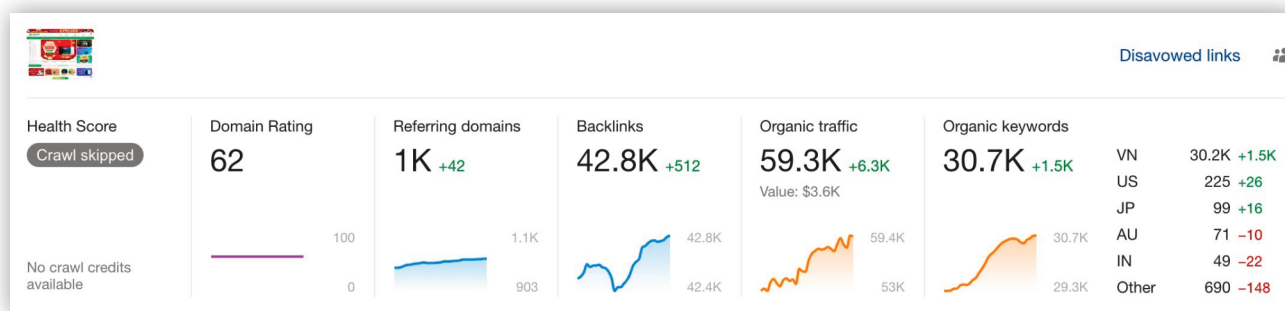 Disavowed links
Health Score
Crawl skipped
No crawl credits
available
Domain Rating
62
100
0
Referring domains
1K +42
1.1K
903
Backlinks
42.8K +512
42.8K
42.4K
Organic traffic
59.3K +6.3K
Value: $3.6K
59.4K
53K
Organic keywords
30.7K +1.5K
30.7K
29.3K
VN 30.2K +1.5K
US 225 +26
JP 99 +16
AU 71 −10
IN 49 −22
Other 690 −148